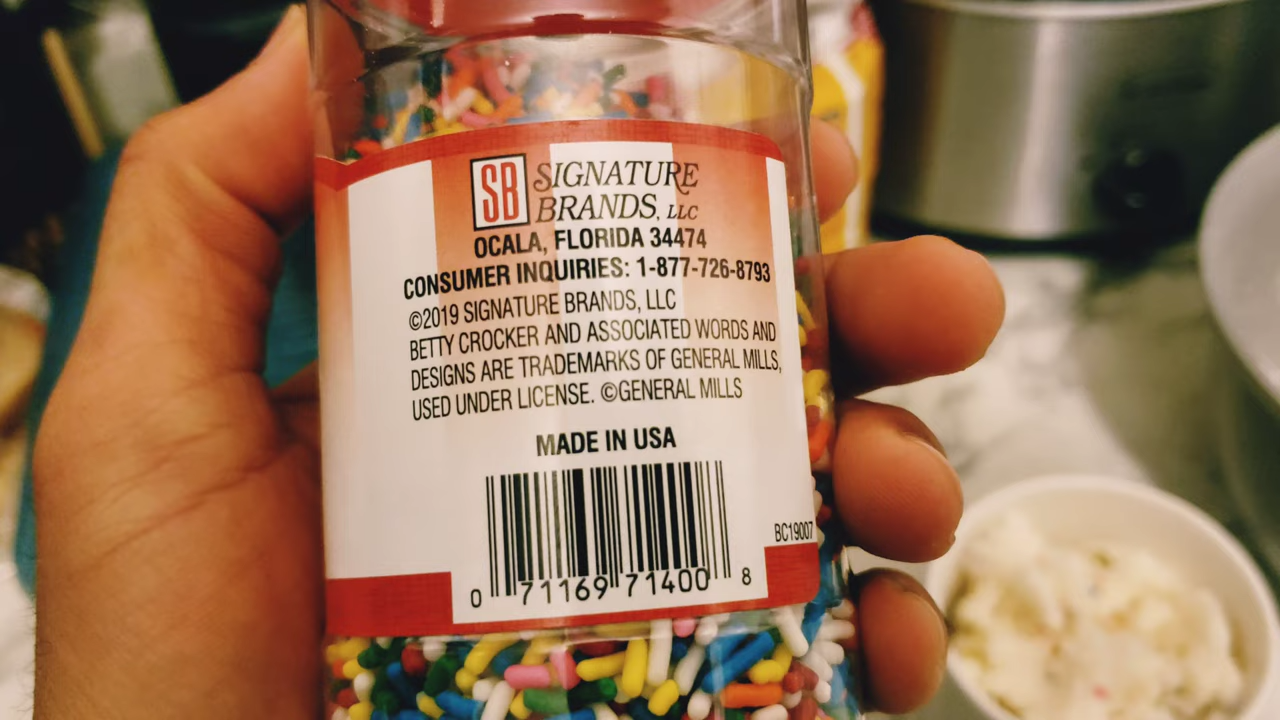 SB SIGNATURE
BRANDS, LLC
OCALA, FLORIDA 34474
CONSUMER INQUIRIES: 1-877-726-8793
©2019 SIGNATURE BRANDS, LLC
BETTY CROCKER AND ASSOCIATED WORDS AND
DESIGNS ARE TRADEMARKS OF GENERAL MILLS,
USED UNDER LICENSE. ©GENERAL MILLS
MADE IN USA
BC19007
0 71169 71400 8